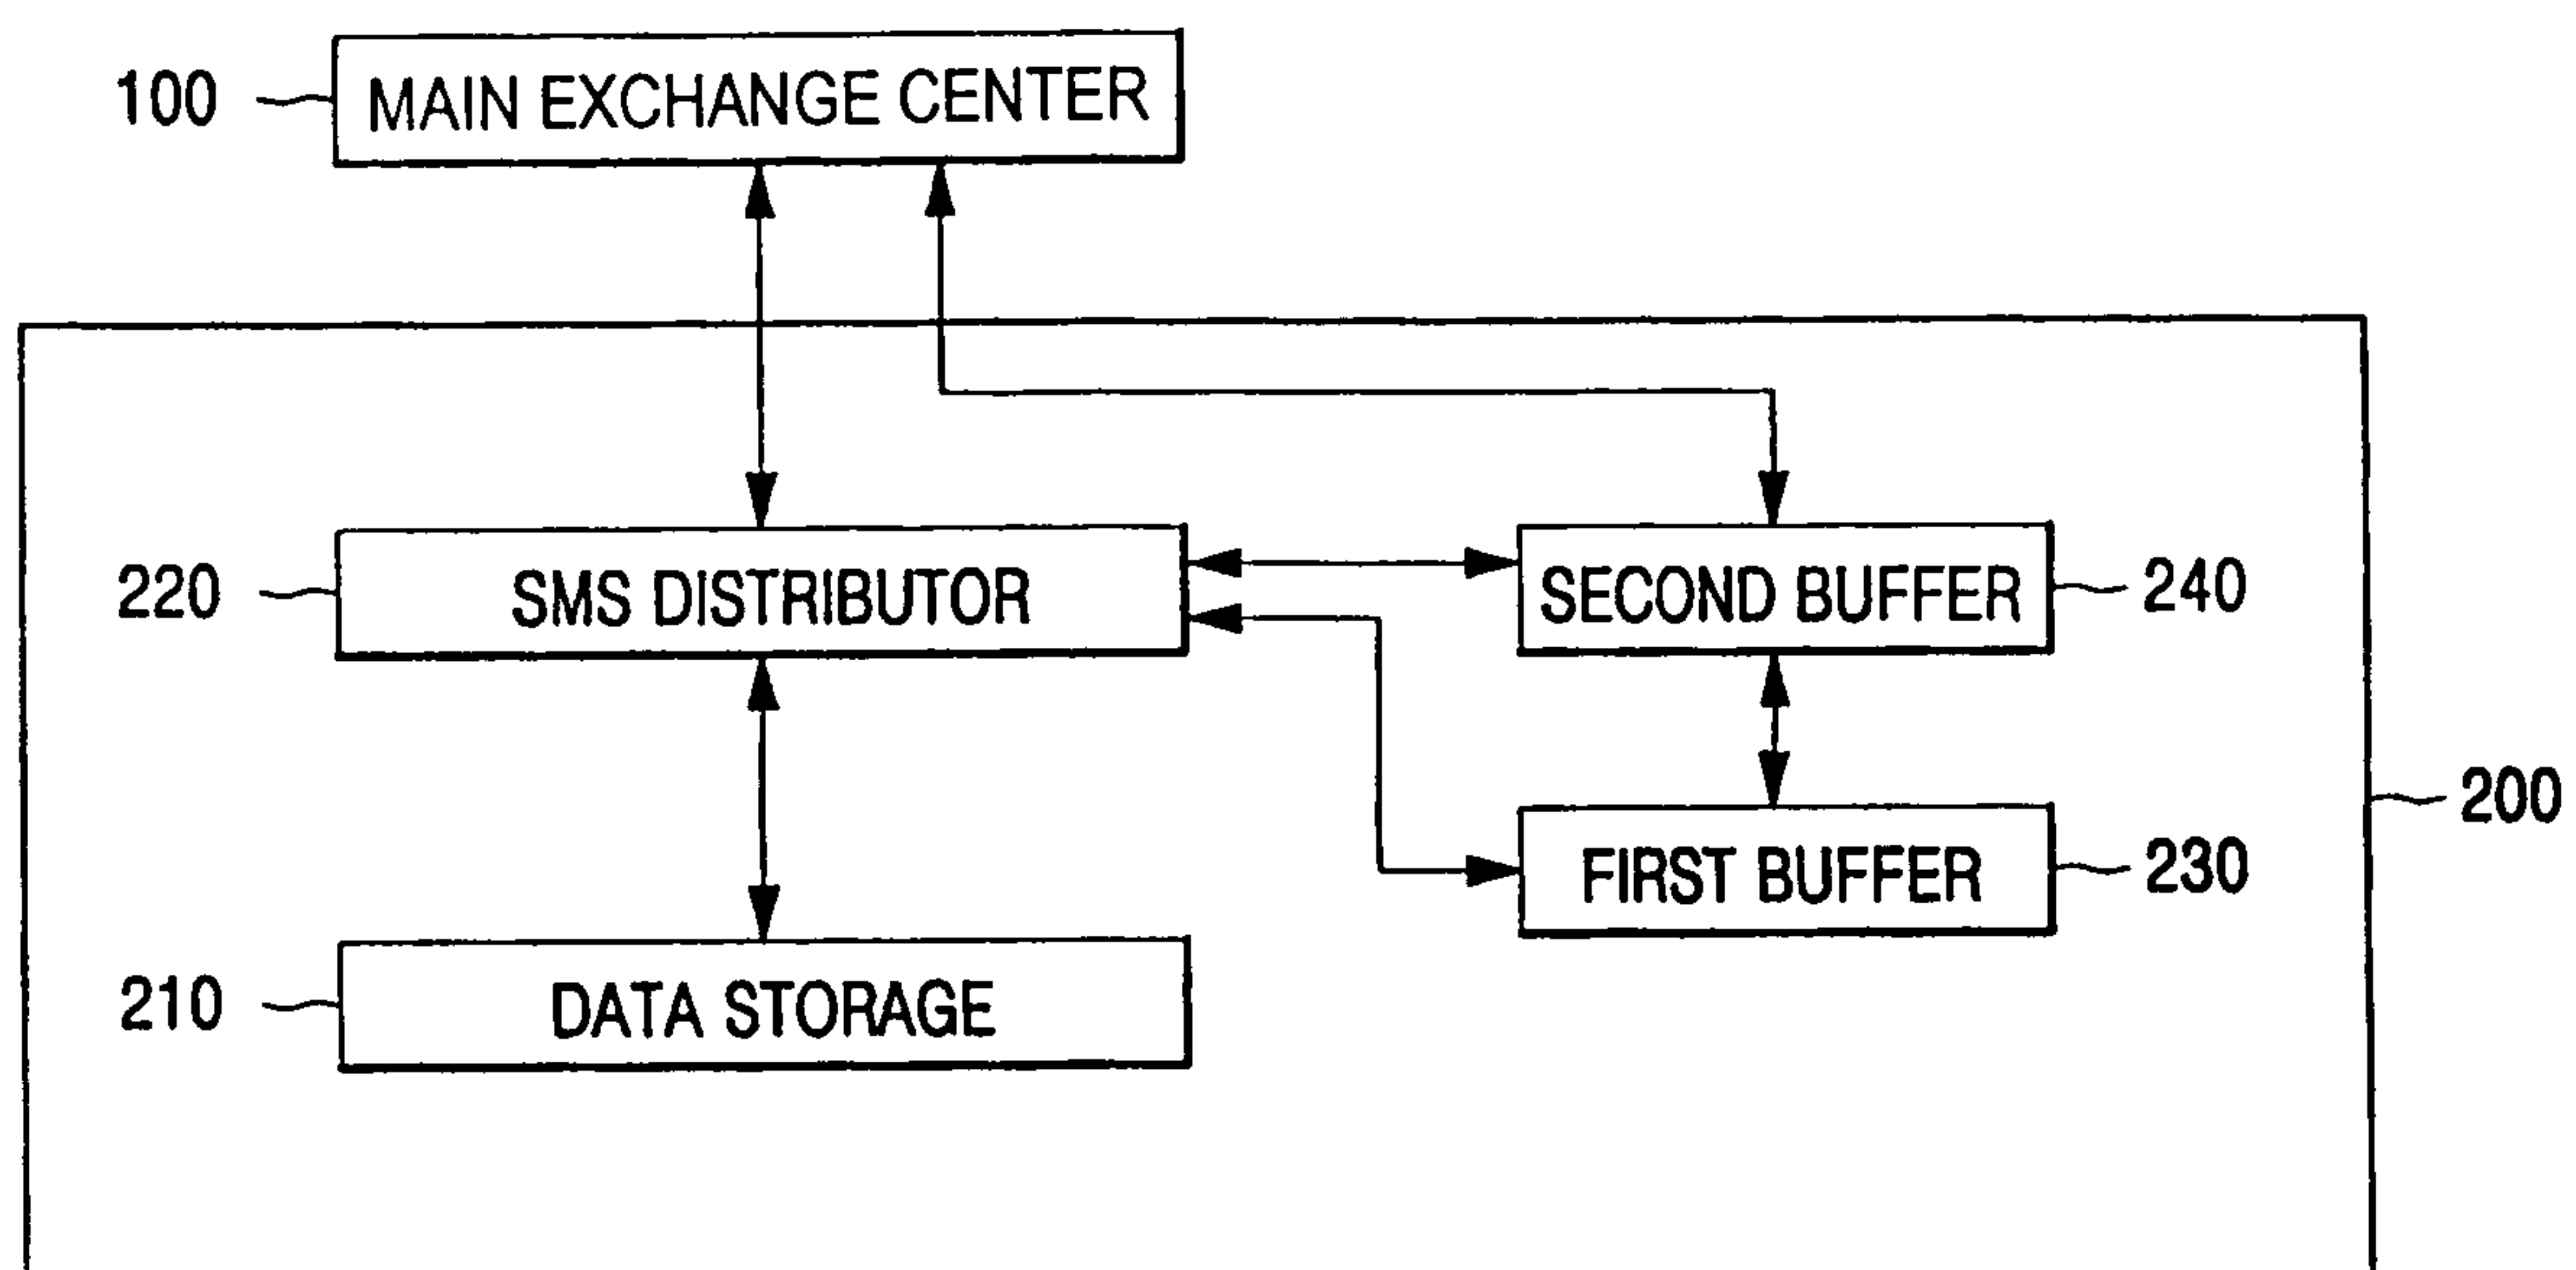 100 MAIN EXCHANGE CENTER
220 SMS DISTRIBUTOR SECOND BUFFER 240
200
FIRST BUFFER 230
210 DATA STORAGE